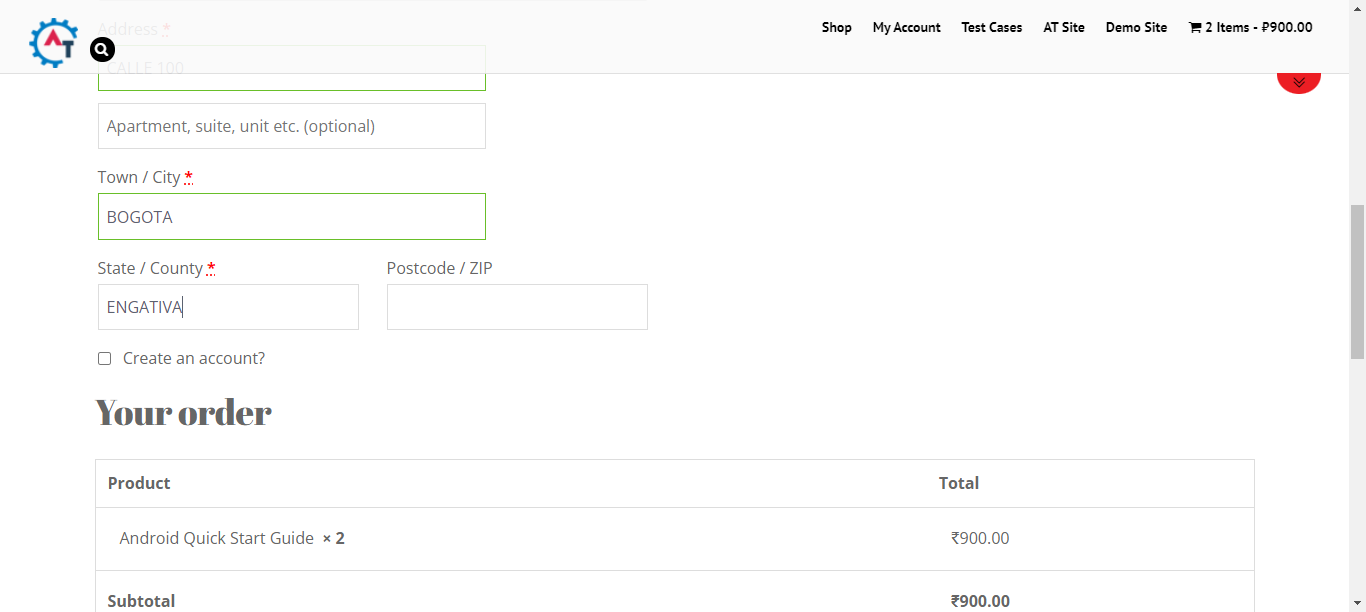 Address *
AT
Shop My Account Test Cases AT Site Demo Site 2 Items - ₽900.00
CALLE 100
Apartment, suite, unit etc. (optional)
Town / City *
BOGOTA
State / County * Postcode / ZIP
ENGATIVA
Create an account?
Your order
Product Total
Android Quick Start Guide × 2 ₹900.00
Subtotal ₹900.00